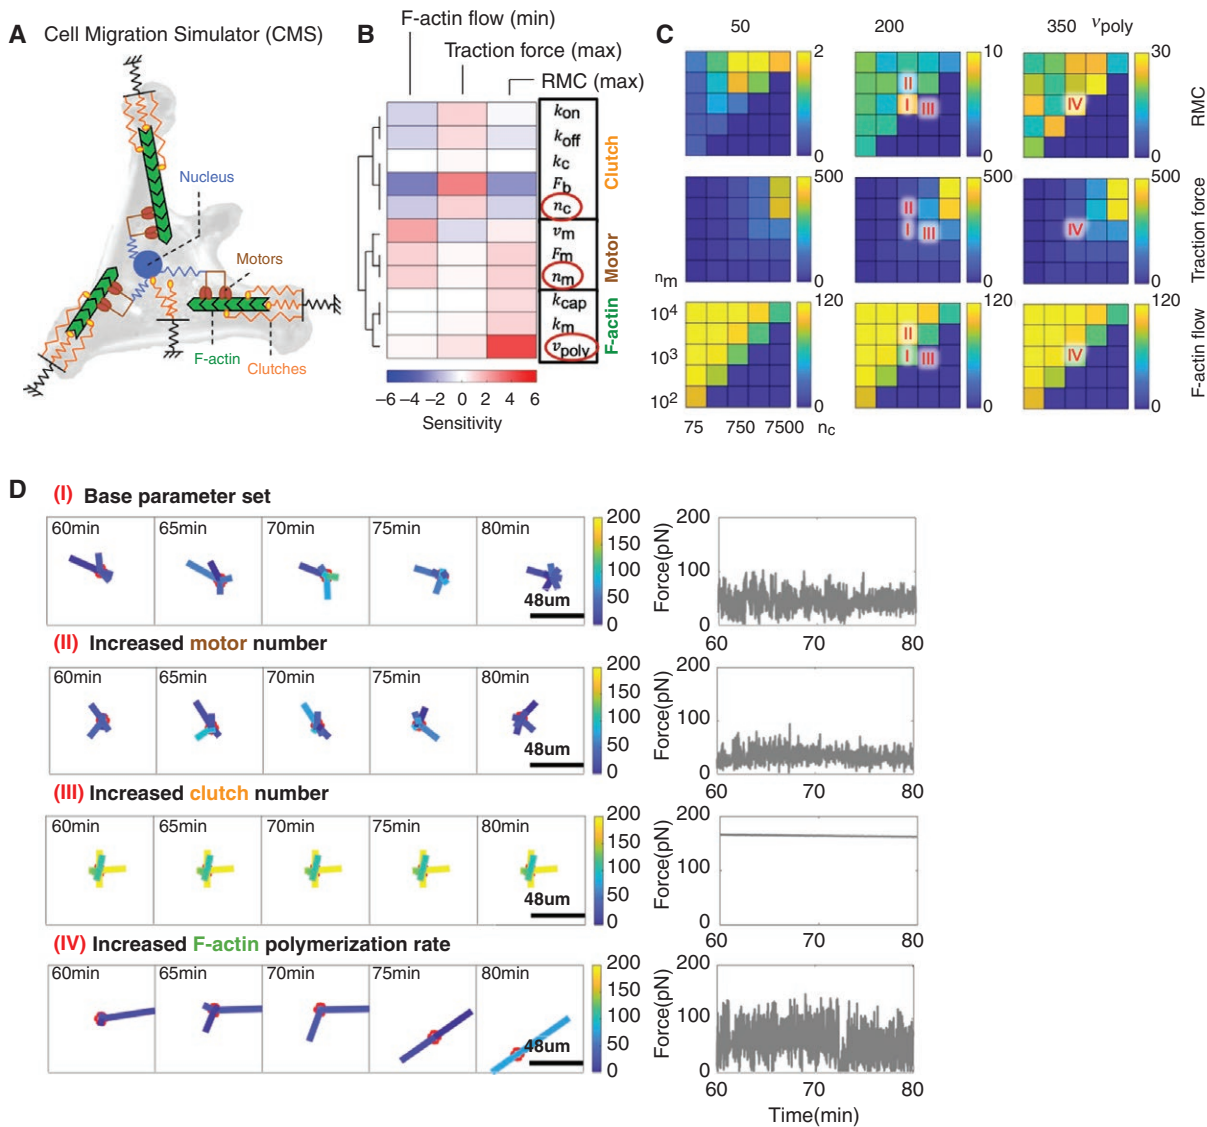 A Cell Migration Simulator (CMS)
Nucleus
Motors
F-actin
Clutches
B
F-actin flow (min)
Traction force (max)
RMC (max)
kon
koff
kc
Fb
nc
vm
Fm
nm
kcap
km
vpoly
Clutch
Motor
F-actin
−6 −4 −2 0 2 4 6
Sensitivity
C
50 200 350 vpoly
2 10 30
0 0 0
RMC
II
I III
IV
500 500 500
0 0 0
Traction force
II
I III
IV
nm
120 120 120
0 0 0
F-actin flow
II
I III
IV
10⁴
10³
10²
75 750 7500 nc
D
(I) Base parameter set
60min 65min 70min 75min 80min
48um
200
150
100
50
0
Force(pN)
200
100
0
60 70 80
(II) Increased motor number
60min 65min 70min 75min 80min
48um
200
150
100
50
0
Force(pN)
200
100
0
60 70 80
(III) Increased clutch number
60min 65min 70min 75min 80min
48um
200
150
100
50
0
Force(pN)
200
100
0
60 70 80
(IV) Increased F-actin polymerization rate
60min 65min 70min 75min 80min
48um
200
150
100
50
0
Force(pN)
200
100
0
60 70 80
Time(min)